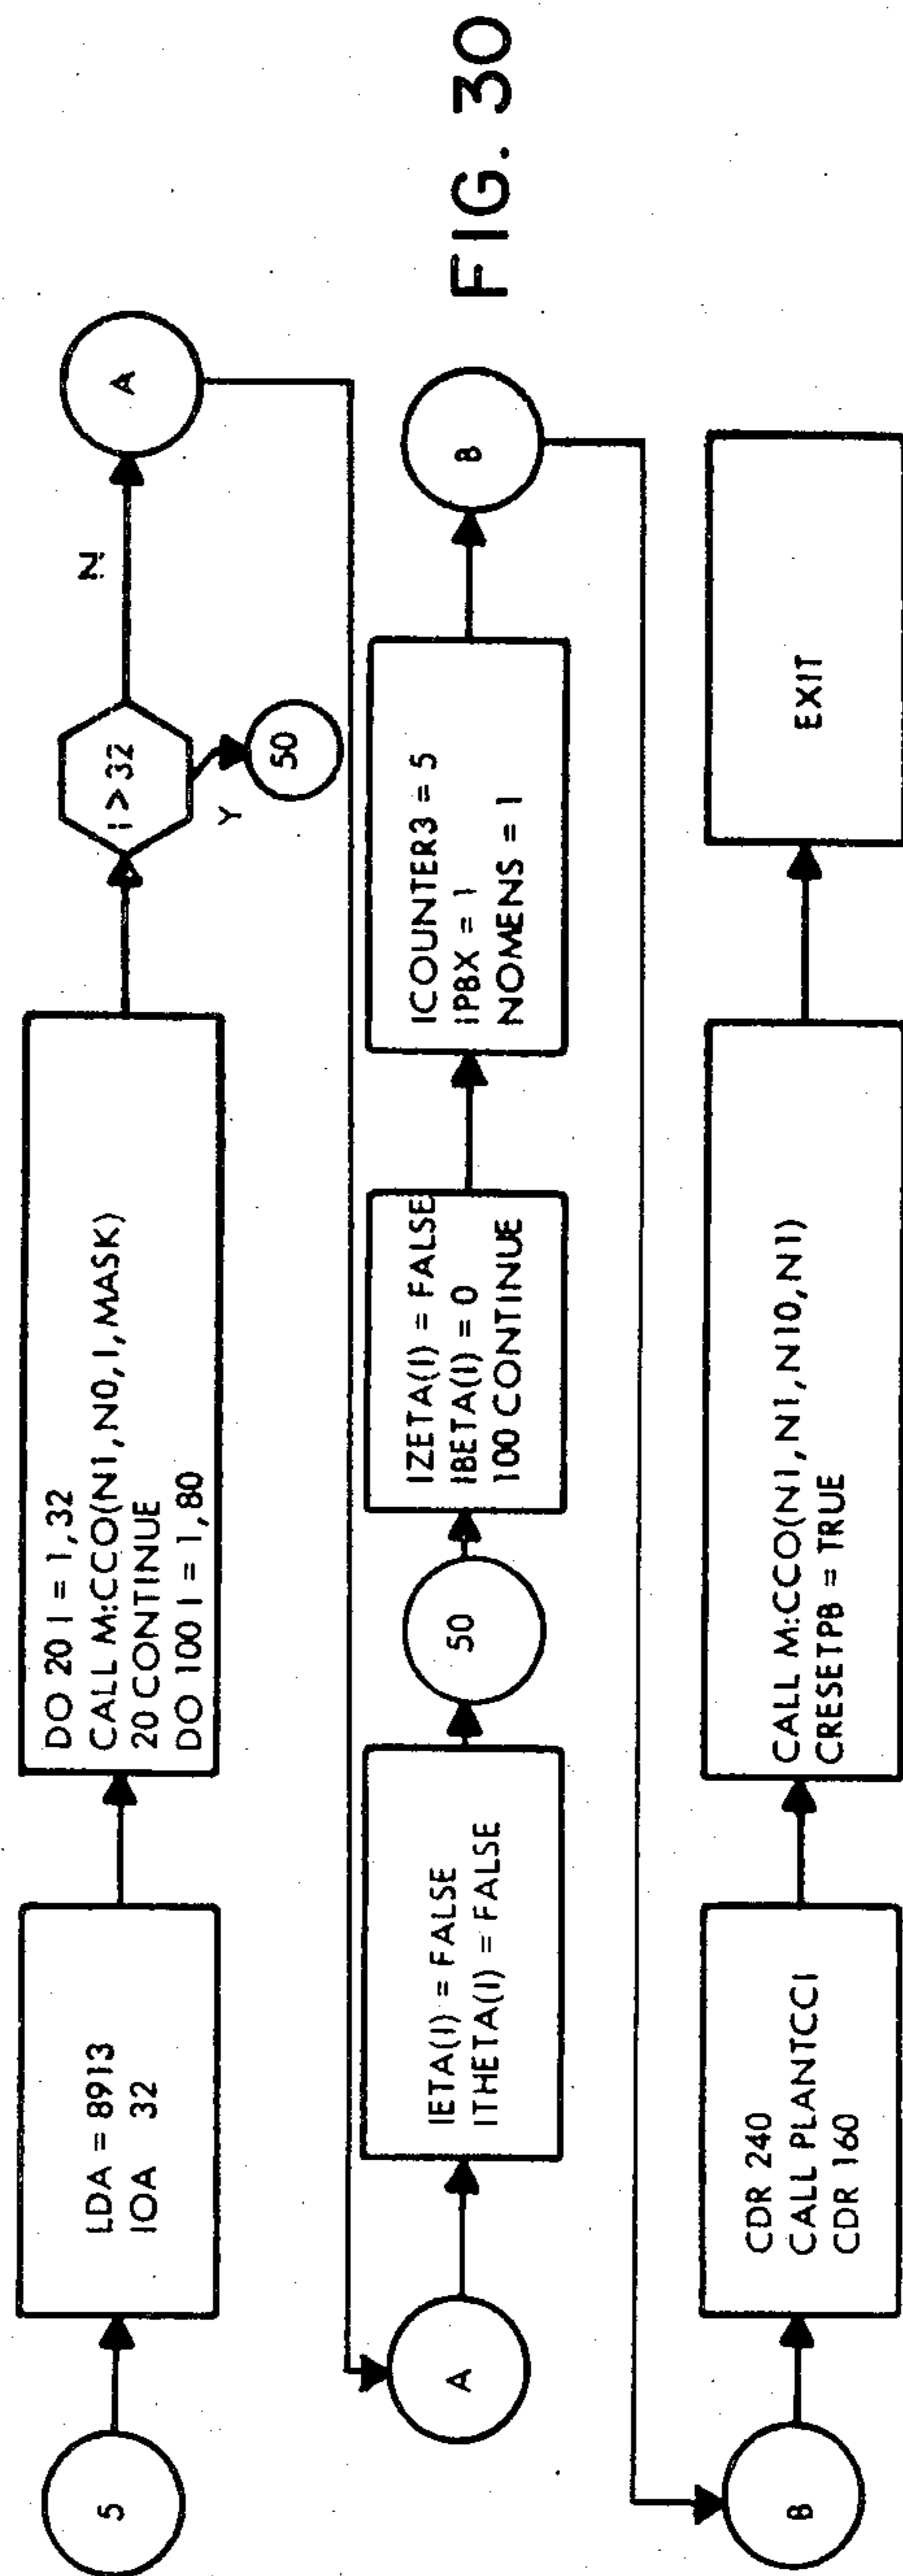 5
LDA = 8913
IOA 32
DO 20 I = 1,32
CALL M:CCO(N1,N0,I,MASK)
20 CONTINUE
DO 100 I = 1,80
I > 32
N
Y
50
A
A
IETA(I) = FALSE
ITHETA(I) = FALSE
50
IZETA(I) = FALSE
IBETA(I) = 0
100 CONTINUE
ICOUNTER3 = 5
IPBX = 1
NOMENS = 1
B
B
CDR 240
CALL PLANTCCI
CDR 160
CALL M:CCO(N1,N1,N10,N1)
CRESETPB = TRUE
EXIT
FIG. 30